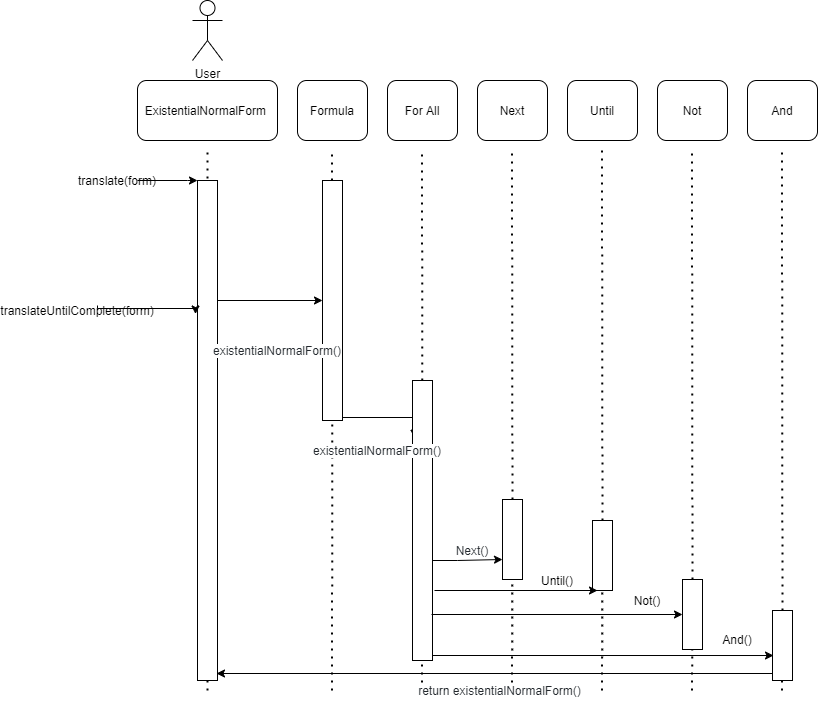 User
ExistentialNormalForm
Formula
For All
Next
Until
Not
And
translate(form)
translateUntilComplete(form)
existentialNormalForm()
existentialNormalForm()
Next()
Until()
Not()
And()
return existentialNormalForm()